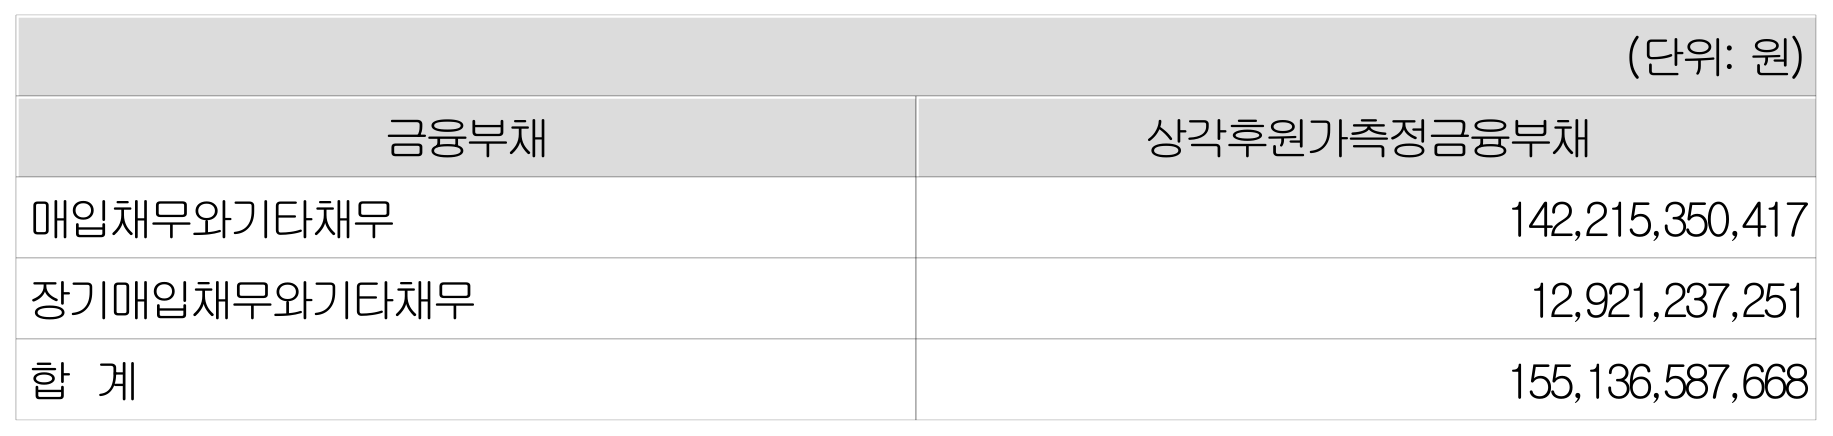 (단위: 원)
금융부채 상각후원가측정금융부채
매입채무와기타채무 142,215,350,417
장기매입채무와기타채무 12,921,237,251
합 계 155,136,587,668